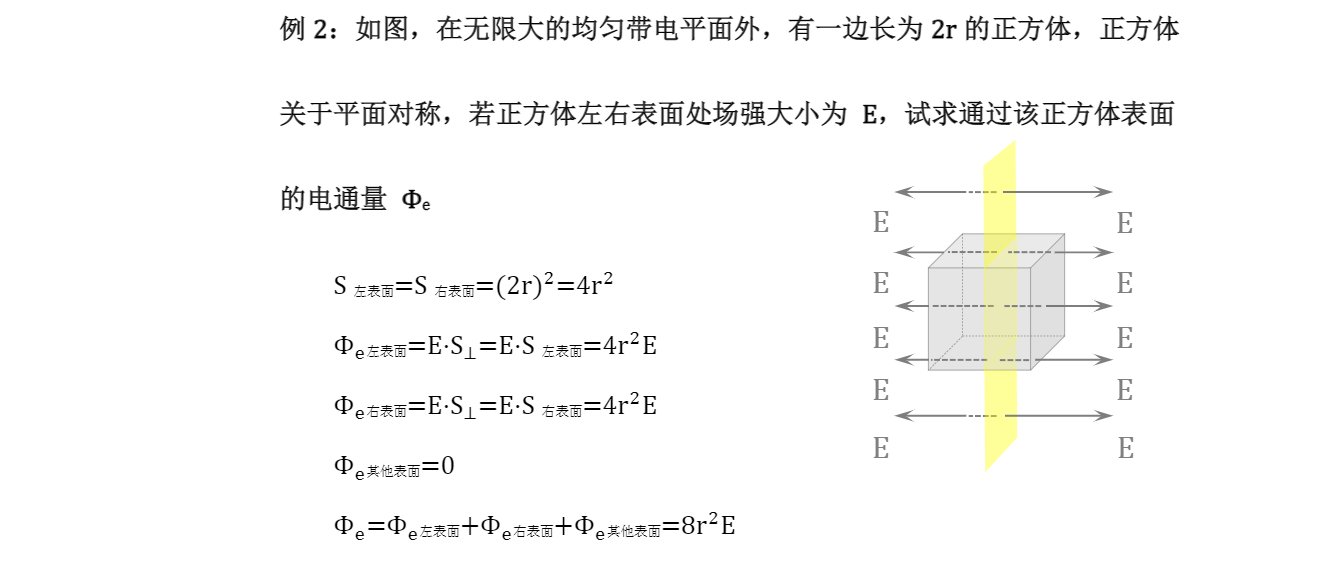 例 2：如图，在无限大的均匀带电平面外，有一边长为 2r 的正方体，正方体
关于平面对称，若正方体左右表面处场强大小为 E，试求通过该正方体表面
的电通量 Φₑ
S 左表面=S 右表面=(2r)²=4r²
Φₑ左表面=E·S⊥=E·S 左表面=4r²E
Φₑ右表面=E·S⊥=E·S 右表面=4r²E
Φₑ其他表面=0
Φₑ=Φₑ左表面+Φₑ右表面+Φₑ其他表面=8r²E
E E
E E
E E
E E
E E